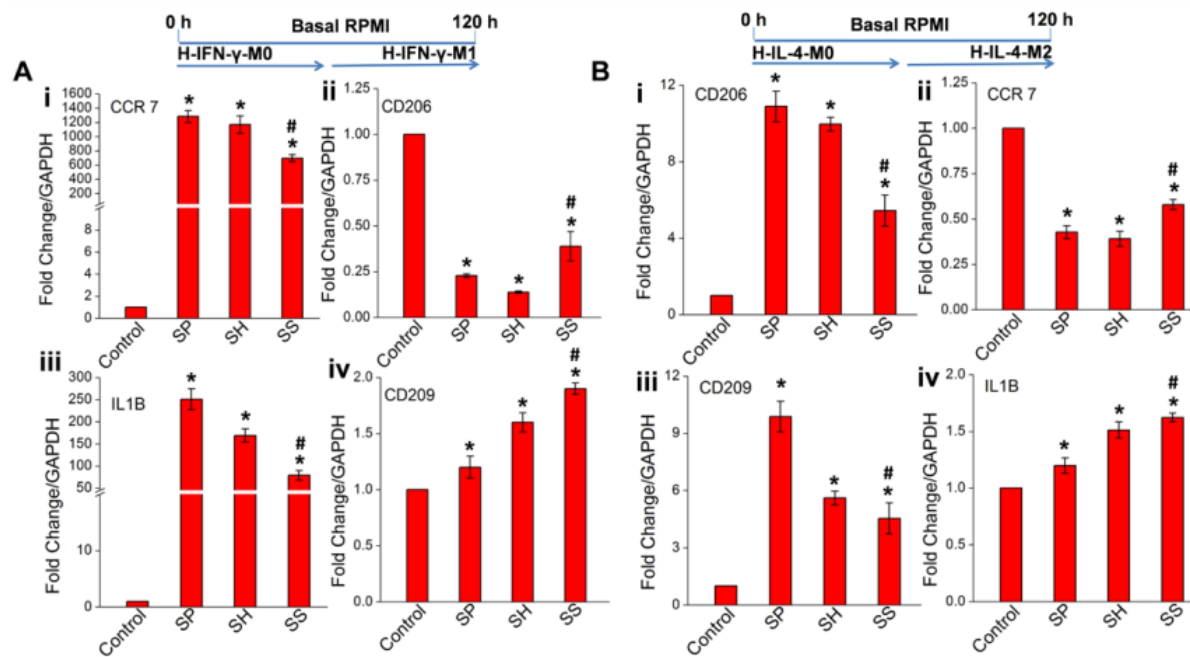 0 h Basal RPMI 120 h
H-IFN-γ-M0 H-IFN-γ-M1
A
i
CCR 7
Fold Change/GAPDH
1600
1400
1200
1000
800
600
400
200
8
6
4
2
0
* * # *
Control SP SH SS
ii
CD206
Fold Change/GAPDH
1.25
1.00
0.75
0.50
0.25
0.00
* * # *
Control SP SH SS
iii
IL1B
Fold Change/GAPDH
300
250
200
150
100
50
10
0
* * # *
Control SP SH SS
iv
CD209
Fold Change/GAPDH
2.0
1.5
1.0
0.5
0.0
* * # *
Control SP SH SS
0 h Basal RPMI 120 h
H-IL-4-M0 H-IL-4-M2
B
i
CD206
Fold Change/GAPDH
12
9
6
3
0
* * # *
Control SP SH SS
ii
CCR 7
Fold Change/GAPDH
1.25
1.00
0.75
0.50
0.25
0.00
* * # *
Control SP SH SS
iii
CD209
Fold Change/GAPDH
12
9
6
3
0
* * # *
Control SP SH SS
iv
IL1B
Fold Change/GAPDH
2.0
1.5
1.0
0.5
0.0
* * # *
Control SP SH SS